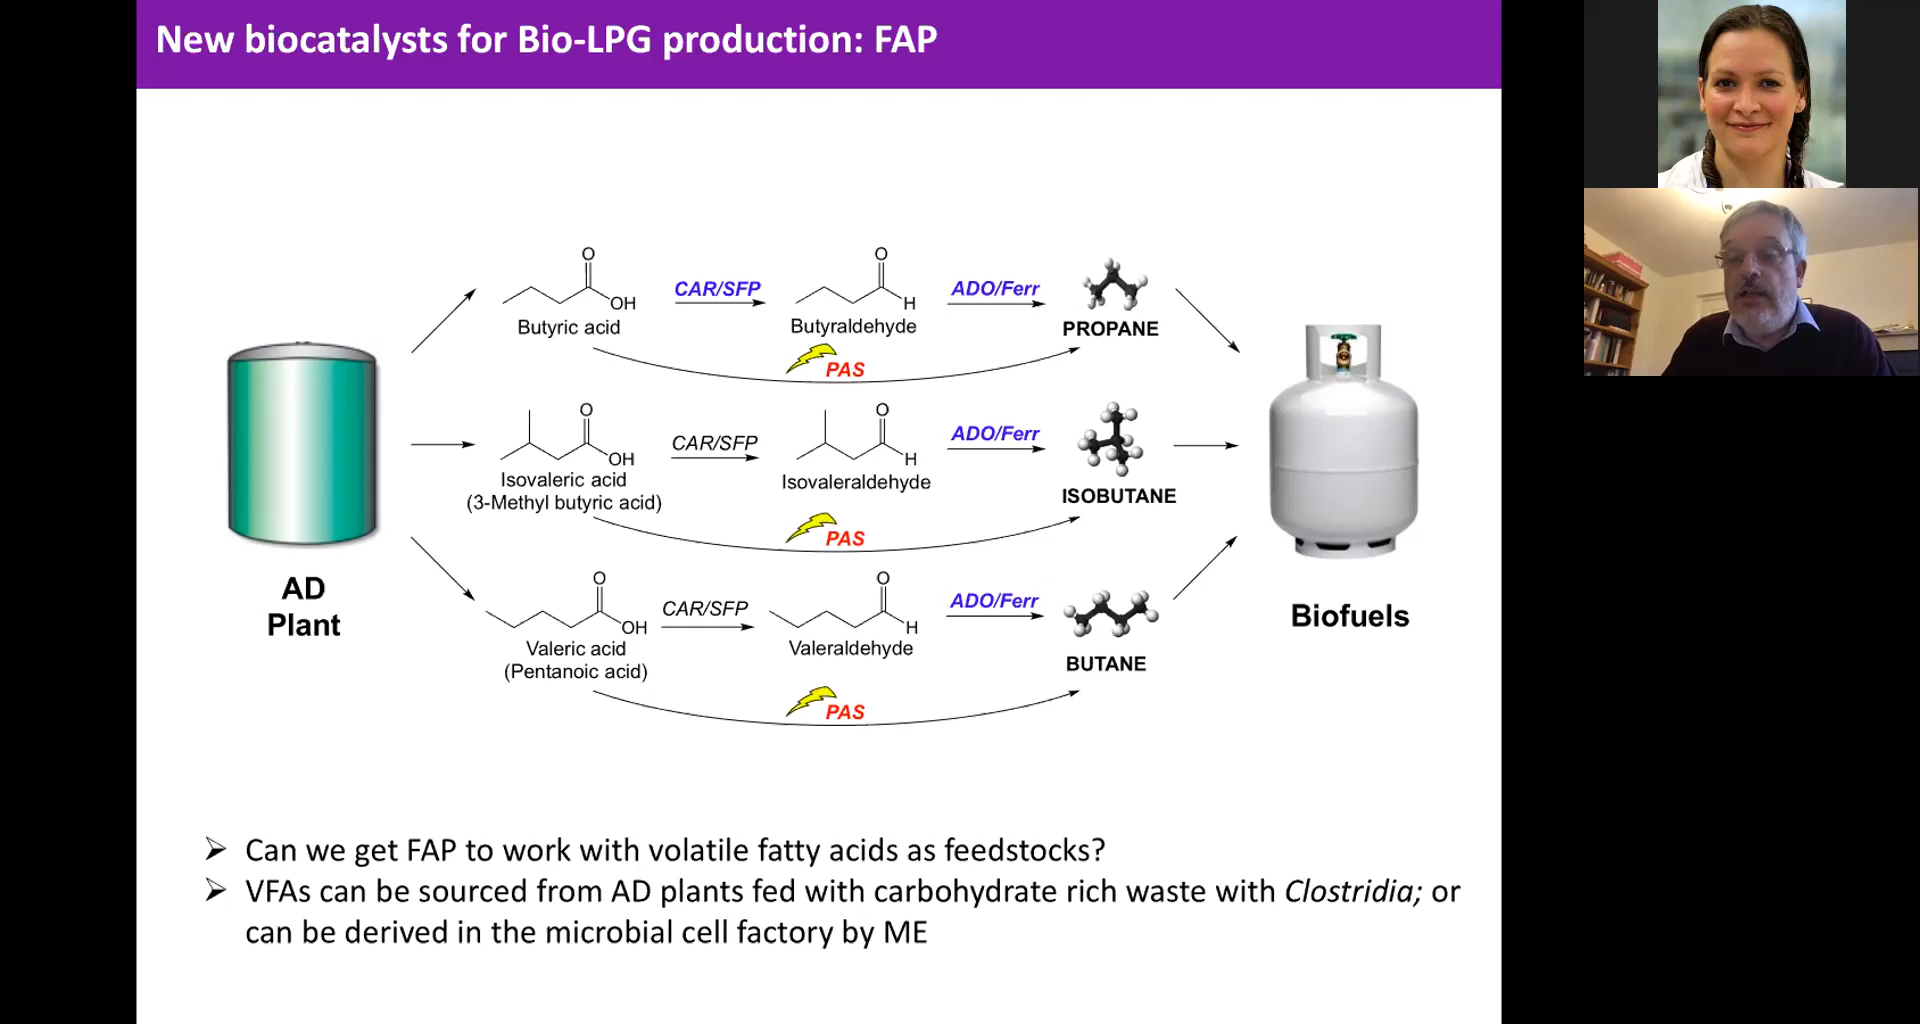 New biocatalysts for Bio-LPG production: FAP
O
OH
Butyric acid
CAR/SFP
O
H
Butyraldehyde
ADO/Ferr
PROPANE
PAS
O
OH
Isovaleric acid
(3-Methyl butyric acid)
CAR/SFP
O
H
Isovaleraldehyde
ADO/Ferr
ISOBUTANE
PAS
O
OH
Valeric acid
(Pentanoic acid)
CAR/SFP
O
H
Valeraldehyde
ADO/Ferr
BUTANE
PAS
AD
Plant
Biofuels
Can we get FAP to work with volatile fatty acids as feedstocks?
VFAs can be sourced from AD plants fed with carbohydrate rich waste with Clostridia; or
can be derived in the microbial cell factory by ME